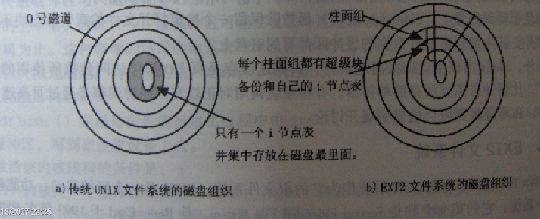 0号磁道
柱面组
每个柱面组都有超级块
备份和自己的i节点表
只有一个i节点表
并集中存放在磁盘最里面。
a)传统UNIX文件系统的磁盘组织
b)EXT2文件系统的磁盘组织